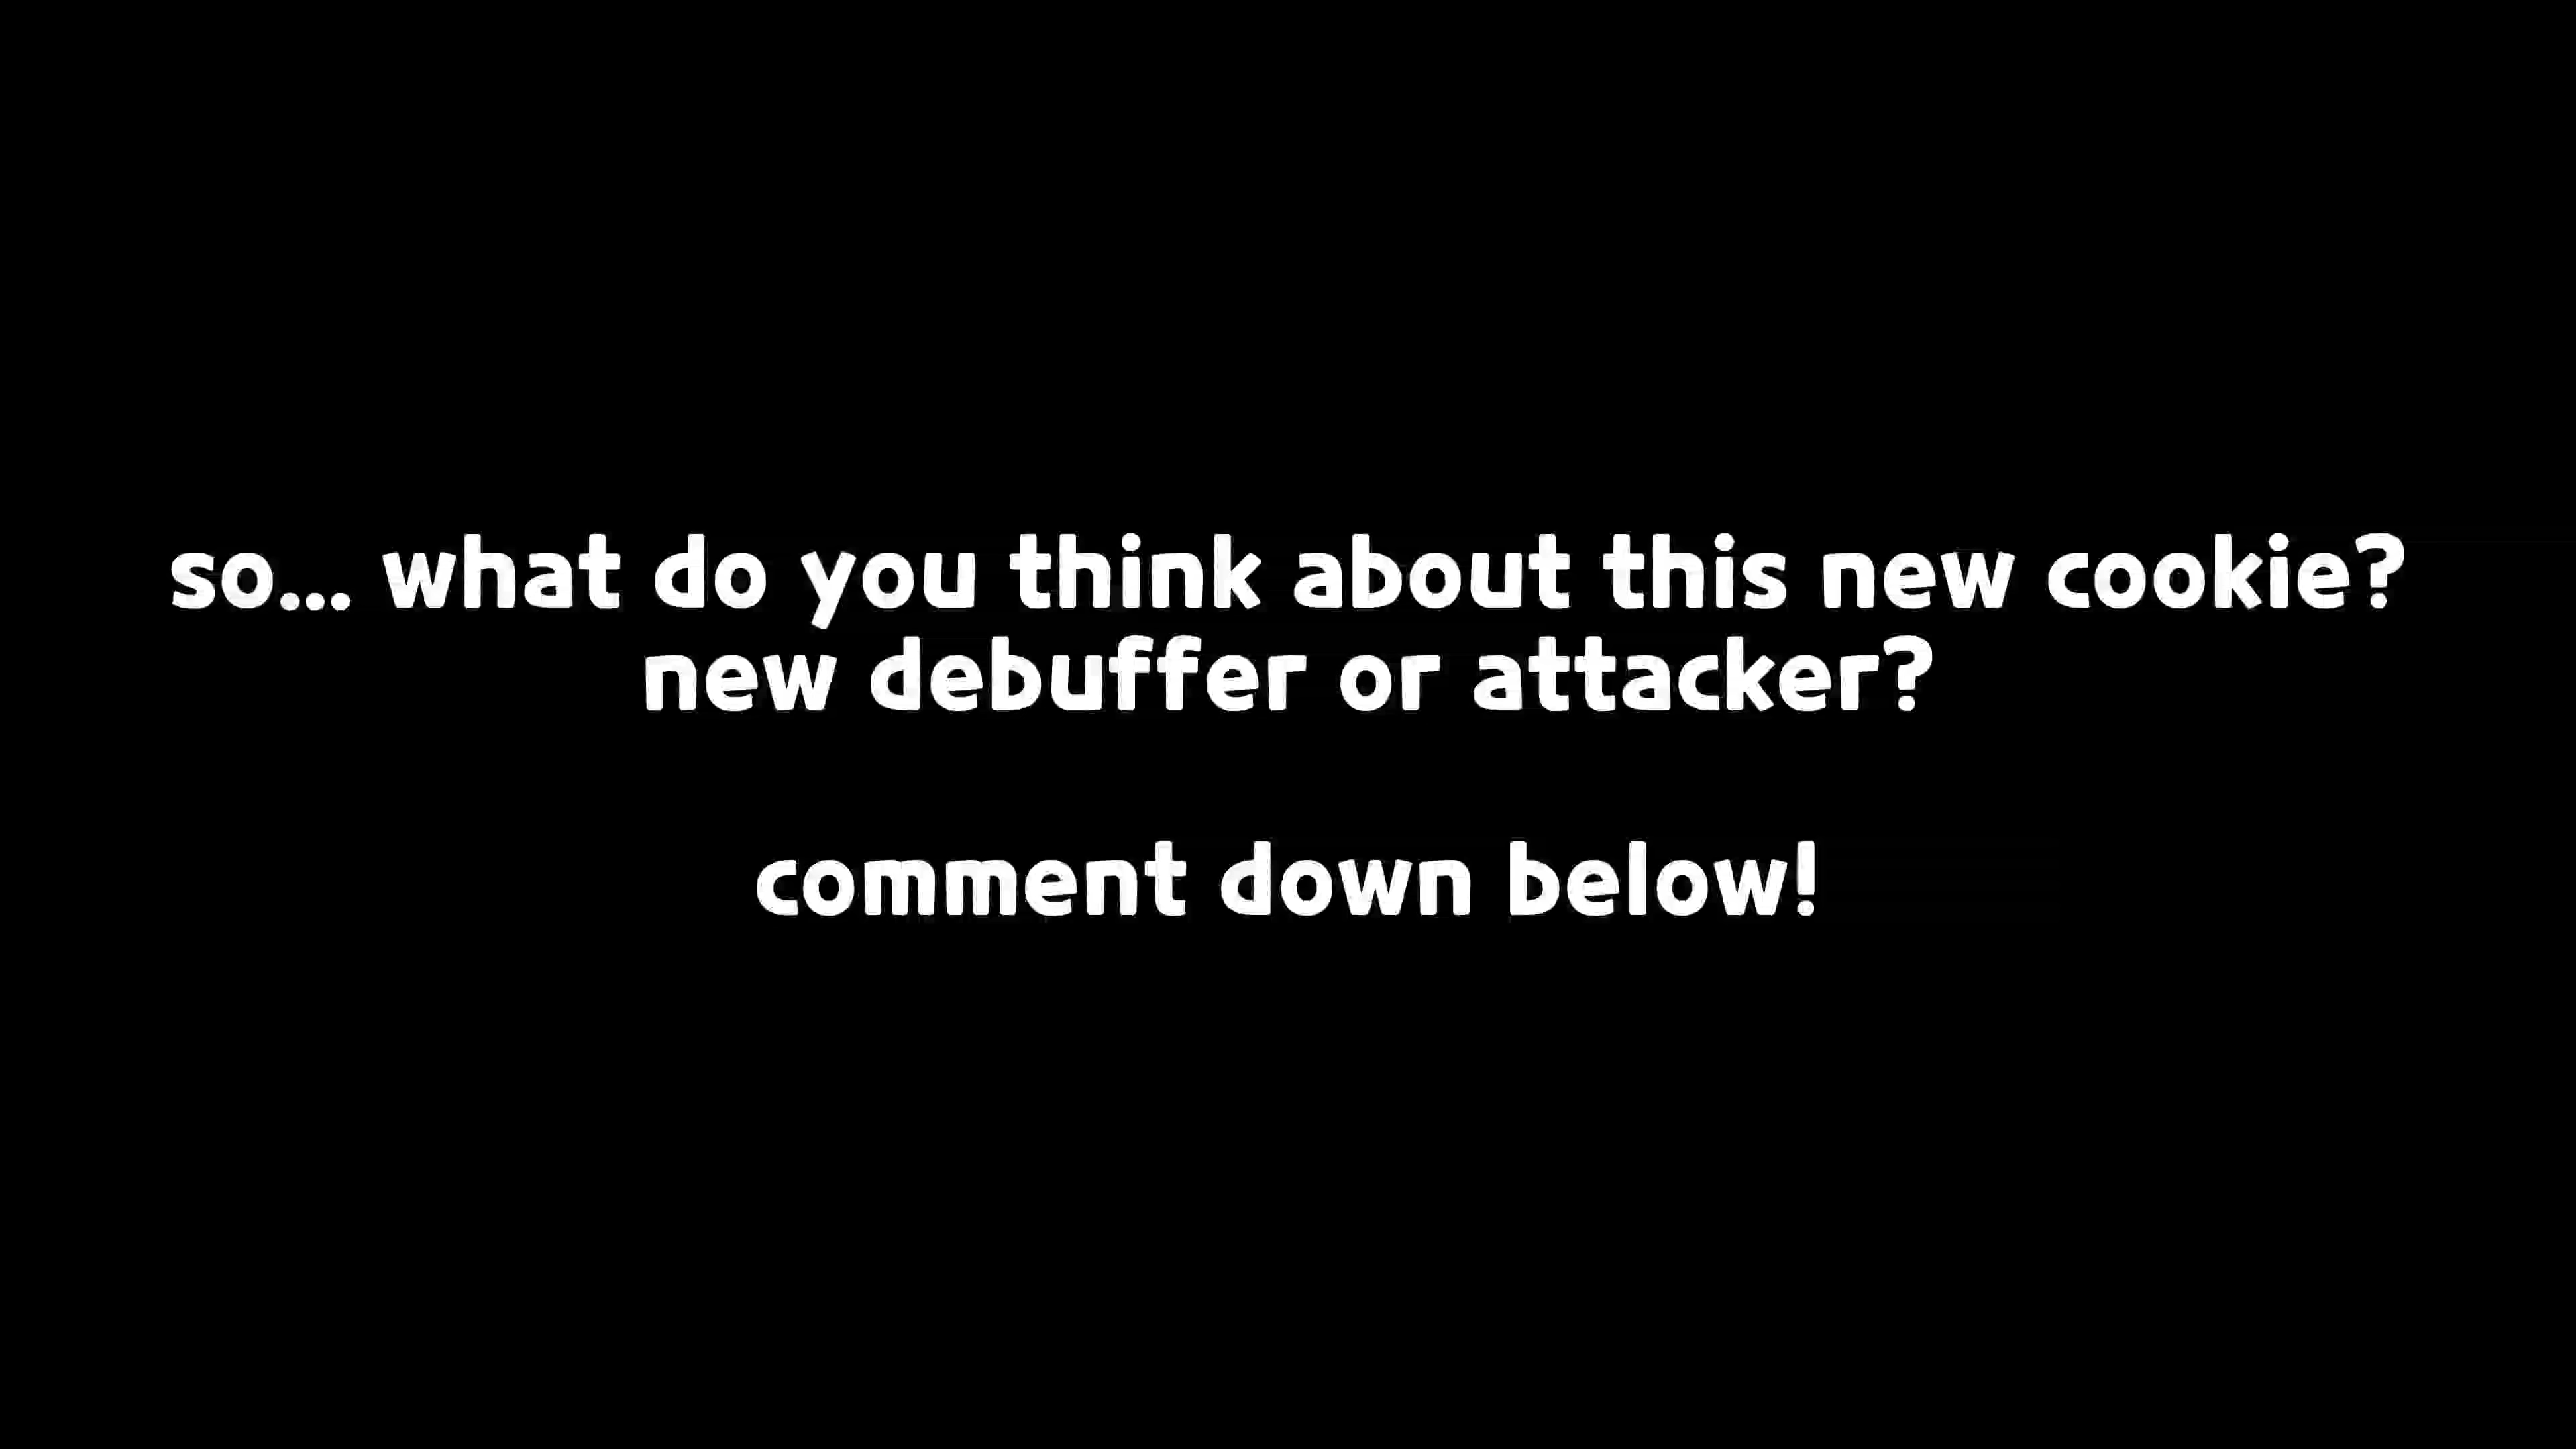 so... what do you think about this new cookie?
new debuffer or attacker?
comment down below!